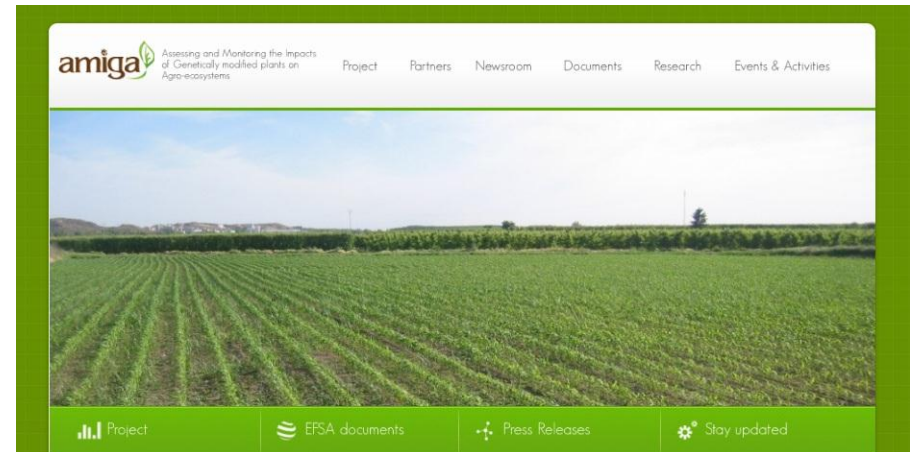 amiga
Assessing and Monitoring the Impacts
of Genetically modified plants on
Agro-ecosystems
Project Partners Newsroom Documents Research Events & Activities
Project EFSA documents Press Releases Stay updated